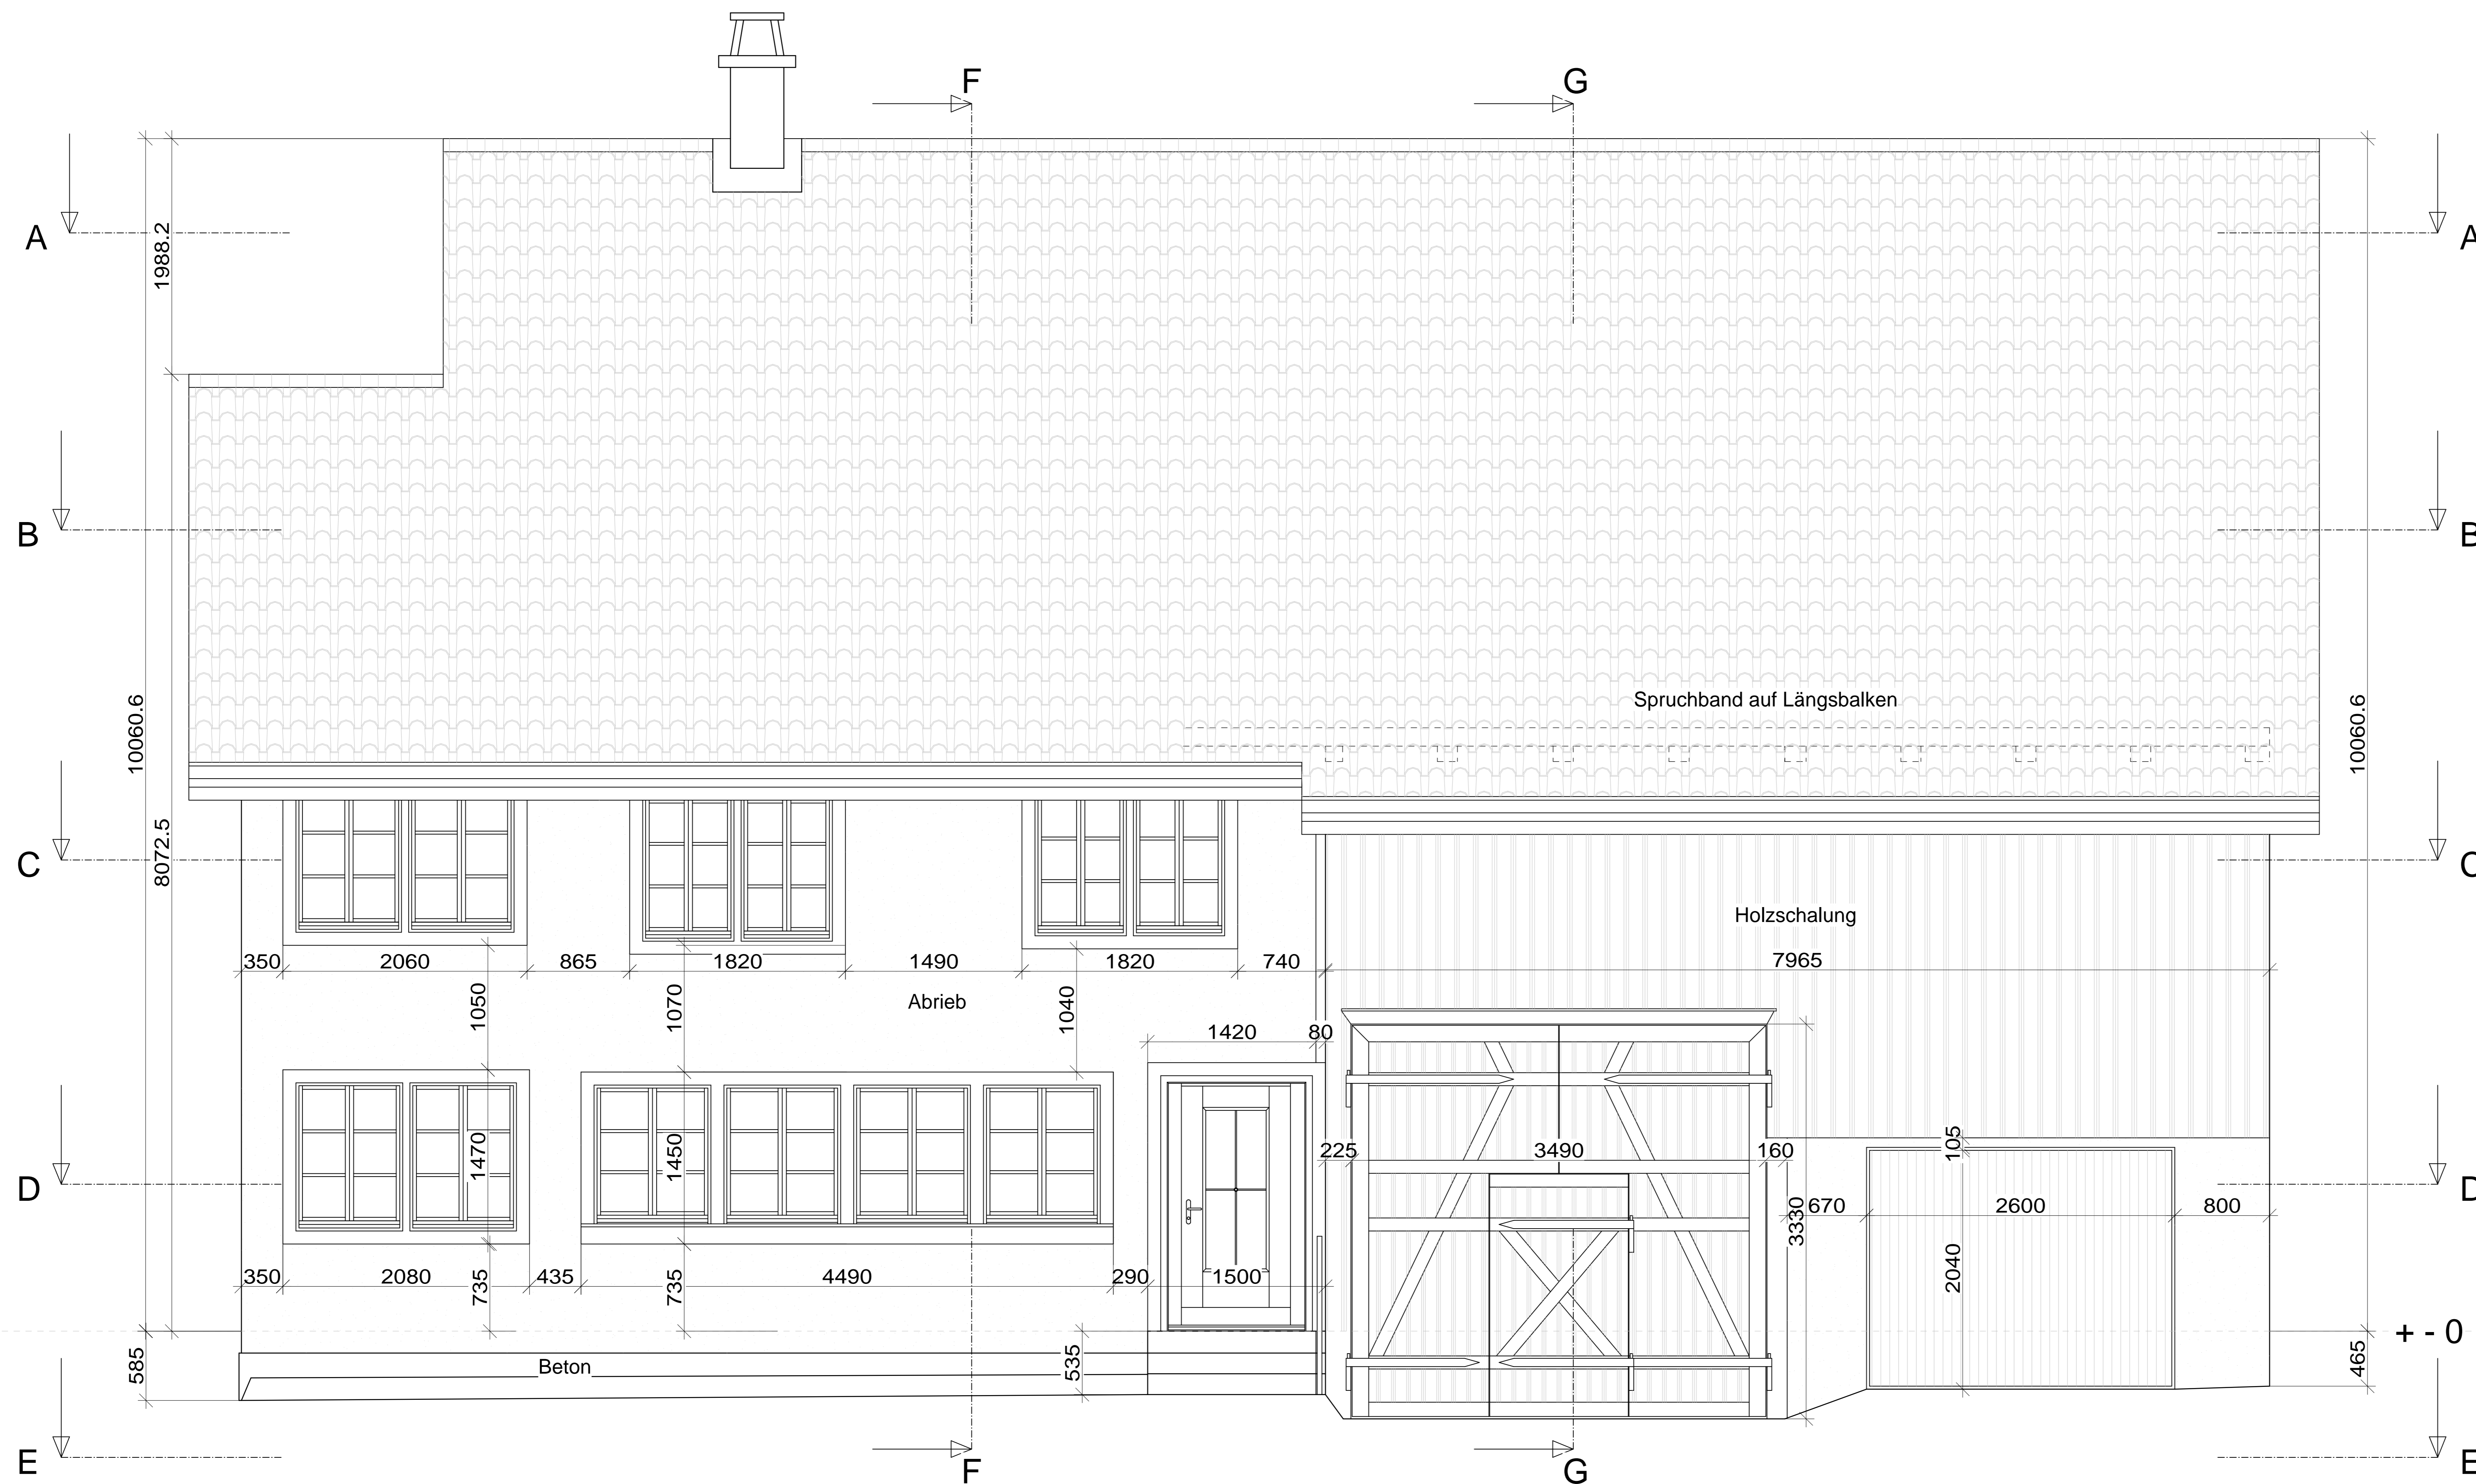 F
G
A
A
1988.2
B
B
Spruchband auf Längsbalken
10060.6
10060.6
8072.5
C
C
Holzschalung
350
2060
865
1820
1490
1820
740
7965
1050
1070
Abrieb
1040
1420
80
1470
1450
225
3490
160
105
D
D
3330
670
2600
800
2040
350
2080
735
435
4490
735
290
1500
+ - 0
585
Beton
535
465
E
E
F
G